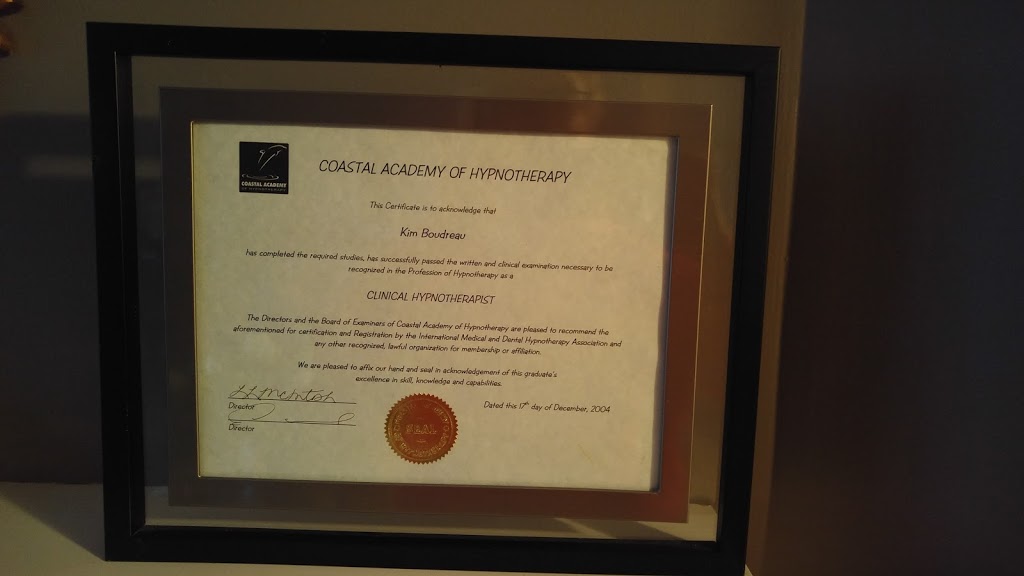 COASTAL ACADEMY
OF HYPNOTHERAPY
COASTAL ACADEMY OF HYPNOTHERAPY
This Certificate is to acknowledge that
Kim Boudreau
has completed the required studies, has successfully passed the written and clinical examination necessary to be
recognized in the Profession of Hypnotherapy as a
CLINICAL HYPNOTHERAPIST
The Directors and the Board of Examiners of Coastal Academy of Hypnotherapy are pleased to recommend the
aforementioned for certification and Registration by the International Medical and Dental Hypnotherapy Association and
any other recognized, lawful organization for membership or affiliation.
We are pleased to affix our hand and seal in acknowledgement of this graduate's
excellence in skill, knowledge and capabilities.
McIntosh
Director
Director
SEAL
Dated this 17th day of December, 2004